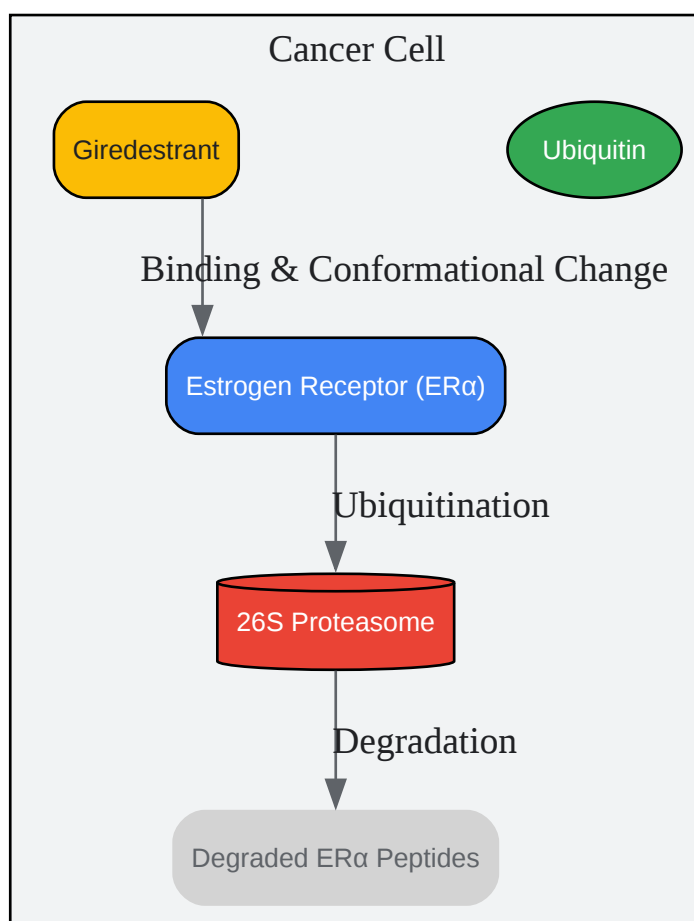 Cancer Cell
Giredestrant
Ubiquitin
Binding & Conformational Change
Estrogen Receptor (ERα)
Ubiquitination
26S Proteasome
Degradation
Degraded ERα Peptides